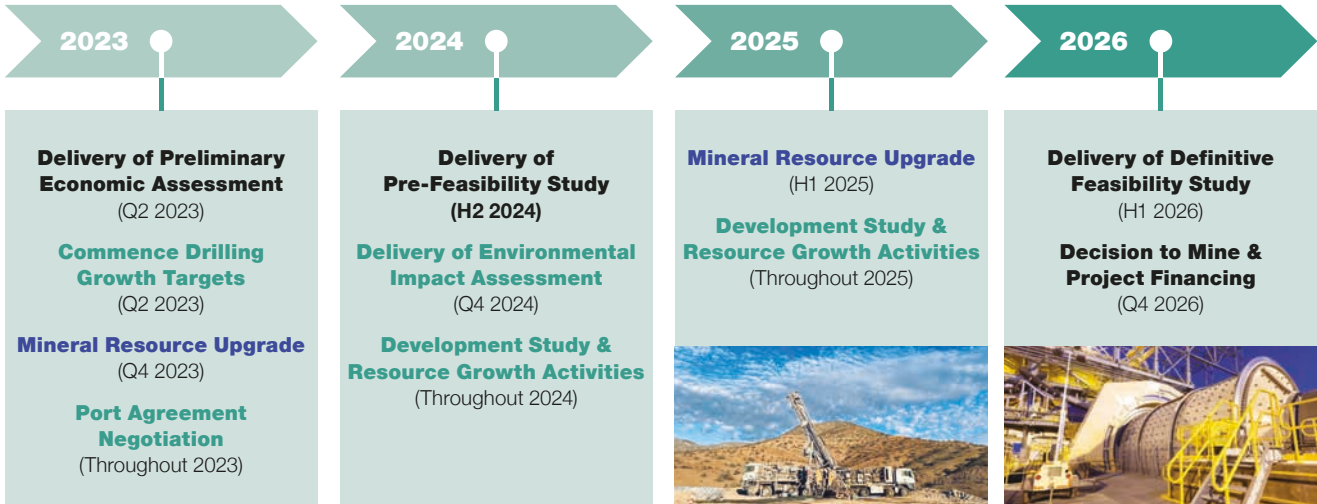 2023
Delivery of Preliminary
Economic Assessment
(Q2 2023)
Commence Drilling
Growth Targets
(Q2 2023)
Mineral Resource Upgrade
(Q4 2023)
Port Agreement
Negotiation
(Throughout 2023)
2024
Delivery of
Pre-Feasibility Study
(H2 2024)
Delivery of Environmental
Impact Assessment
(Q4 2024)
Development Study &
Resource Growth Activities
(Throughout 2024)
2025
Mineral Resource Upgrade
(H1 2025)
Development Study &
Resource Growth Activities
(Throughout 2025)
2026
Delivery of Definitive
Feasibility Study
(H1 2026)
Decision to Mine &
Project Financing
(Q4 2026)